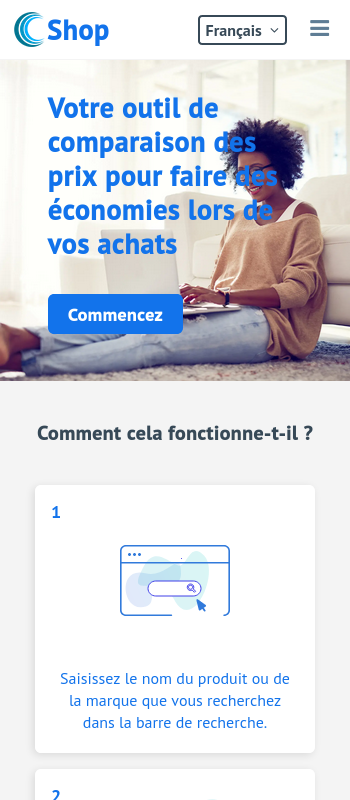 Shop
Français
Votre outil de
comparaison des
prix pour faire des
économies lors de
vos achats
Commencez
Comment cela fonctionne-t-il ?
1
Saisissez le nom du produit ou de
la marque que vous recherchez
dans la barre de recherche.
2